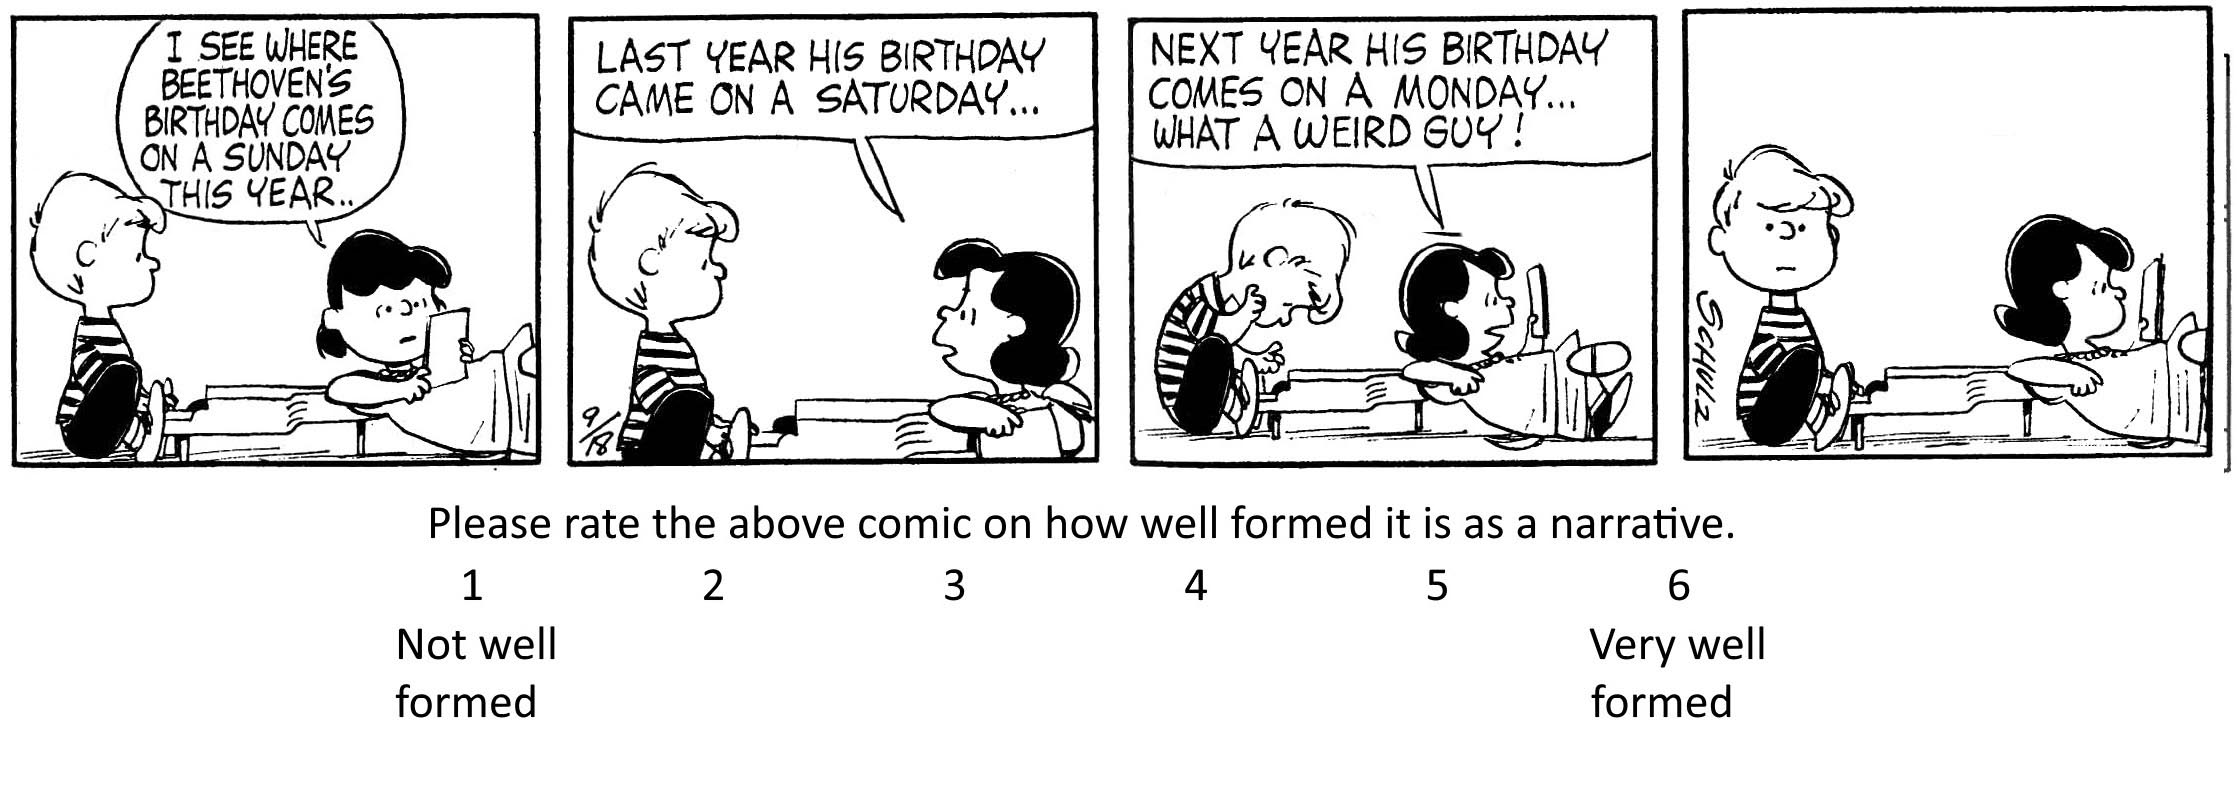 I SEE WHERE
BEETHOVEN'S
BIRTHDAY COMES
ON A SUNDAY
THIS YEAR..
LAST YEAR HIS BIRTHDAY
CAME ON A SATURDAY...
9/18
NEXT YEAR HIS BIRTHDAY
COMES ON A MONDAY...
WHAT A WEIRD GUY!
SCHULZ
Please rate the above comic on how well formed it is as a narrative.
1 2 3 4 5 6
Not well Very well
formed formed